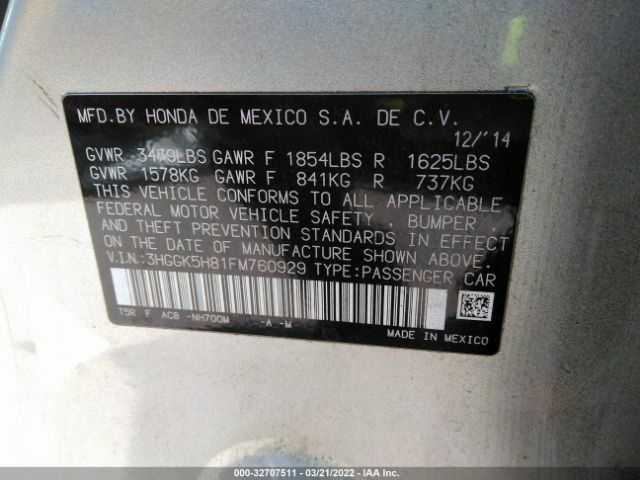 MFD.BY HONDA DE MEXICO S.A. DE C.V.
12/'14
GVWR 3479LBS GAWR F 1854LBS R 1625LBS
GVWR 1578KG GAWR F 841KG R 737KG
THIS VEHICLE CONFORMS TO ALL APPLICABLE
FEDERAL MOTOR VEHICLE SAFETY , BUMPER ,
AND THEFT PREVENTION STANDARDS IN EFFECT
ON THE DATE OF MANUFACTURE SHOWN ABOVE.
V.I.N.:3HGGK5H81FM760929 TYPE:PASSENGER CAR
T5R F AC8 -NH700M -A -M
MADE IN MEXICO
000-32707511 - 03/21/2022 - IAA Inc.